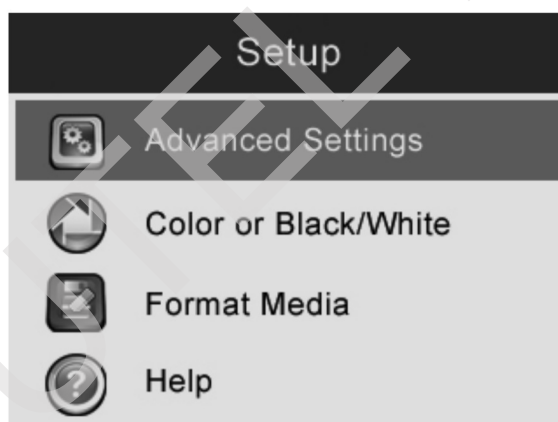 Setup
Advanced Settings
Color or Black/White
Format Media
Help